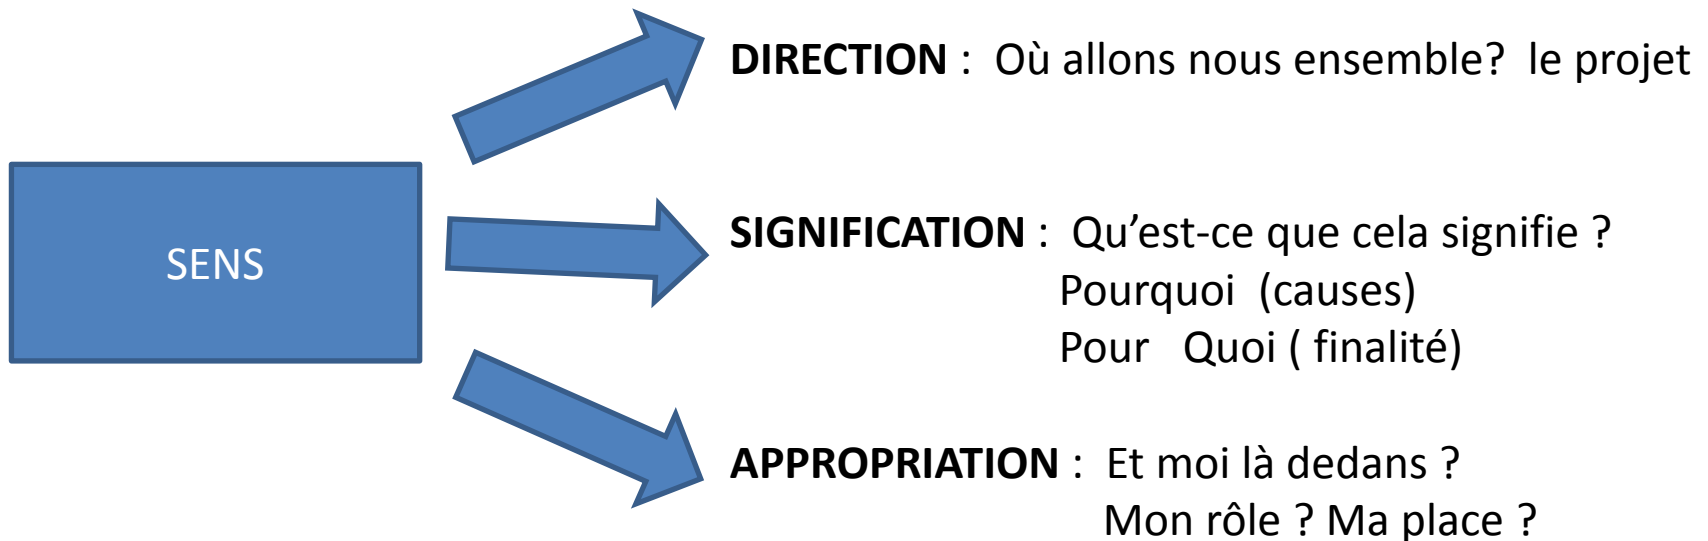 DIRECTION : Où allons nous ensemble? le projet
SENS
SIGNIFICATION : Qu’est-ce que cela signifie ?
Pourquoi (causes)
Pour Quoi ( finalité)
APPROPRIATION : Et moi là dedans ?
Mon rôle ? Ma place ?